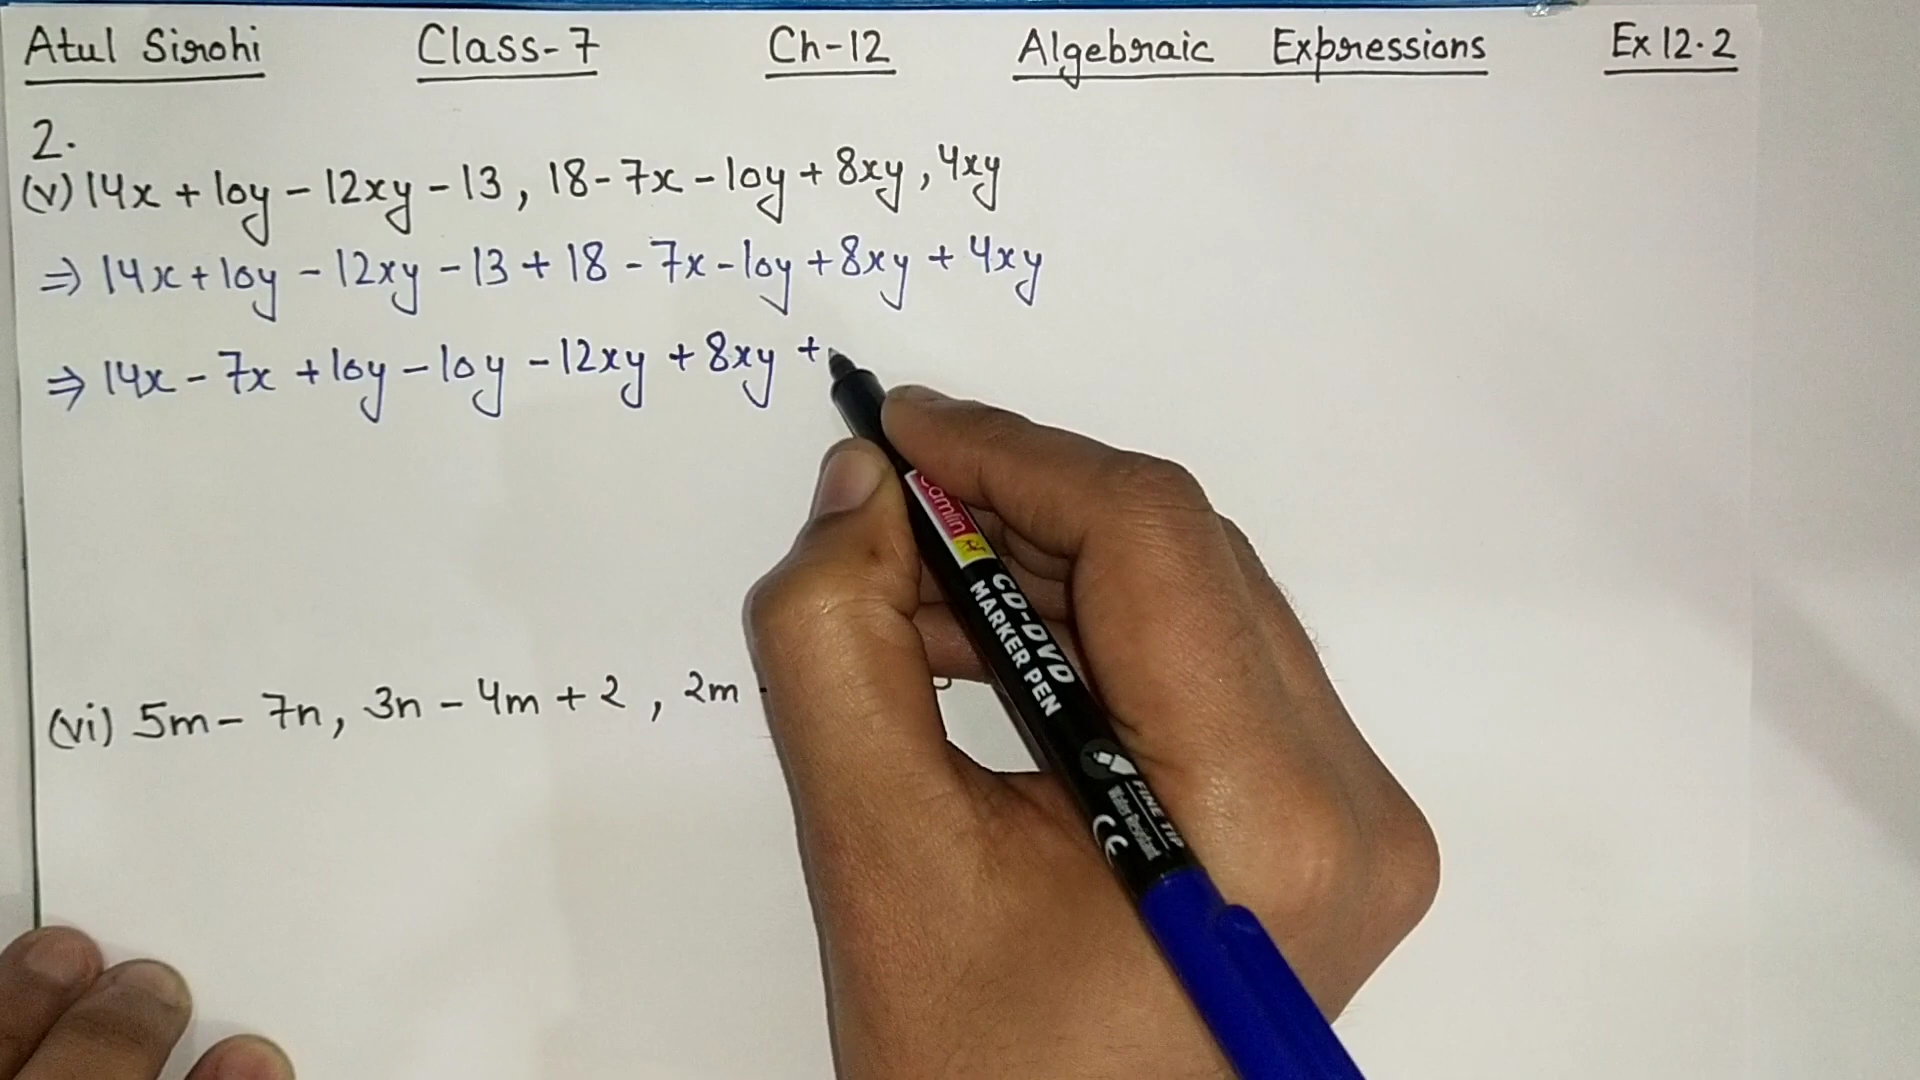 Atul Sirohi Class-7 Ch-12 Algebraic Expressions Ex 12.2
2.
(v) 14x + 10y - 12xy - 13, 18 - 7x - 10y + 8xy, 4xy
⇒ 14x + 10y - 12xy - 13 + 18 - 7x - 10y + 8xy + 4xy
⇒ 14x - 7x + 10y - 10y - 12xy + 8xy +
(vi) 5m - 7n, 3n - 4m + 2, 2m
Camlin
CD-DVD
MARKER PEN
FINE TIP
Water Resistant
CE